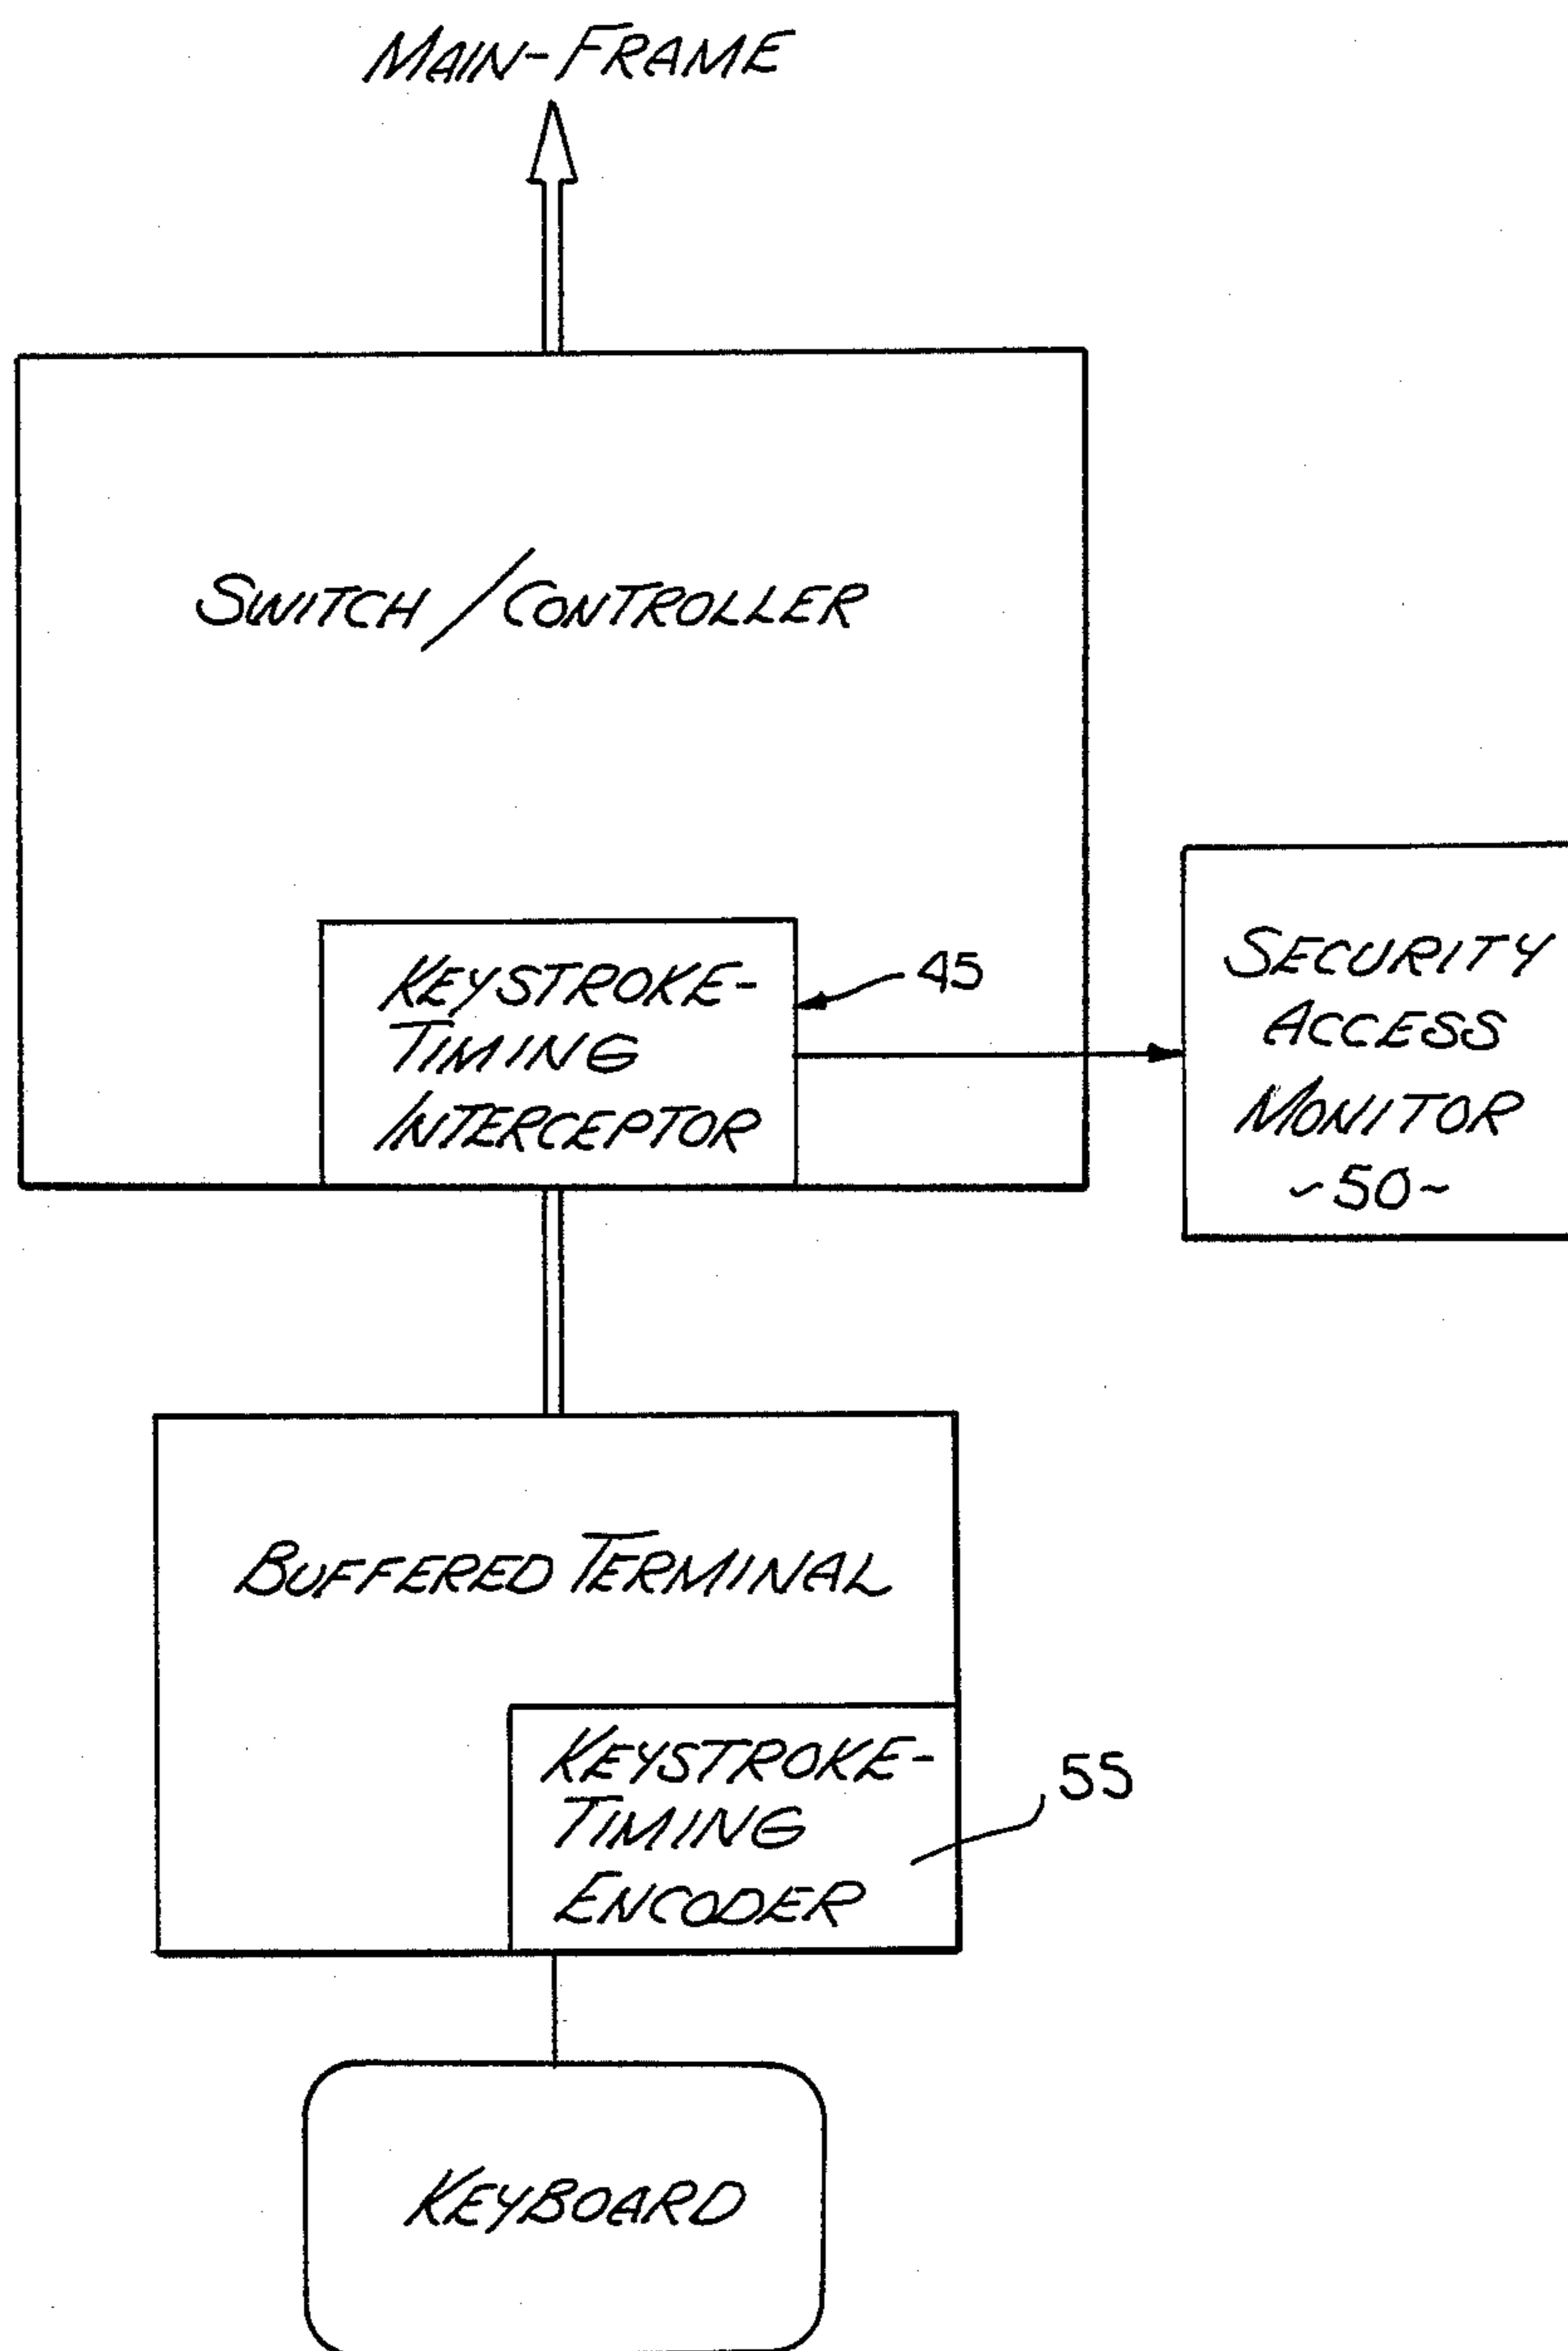 MAIN-FRAME
SWITCH/CONTROLLER
KEYSTROKE-
TIMING
INTERCEPTOR
45
SECURITY
ACCESS
MONITOR
~50~
BUFFERED TERMINAL
KEYSTROKE-
TIMING
ENCODER
55
KEYBOARD